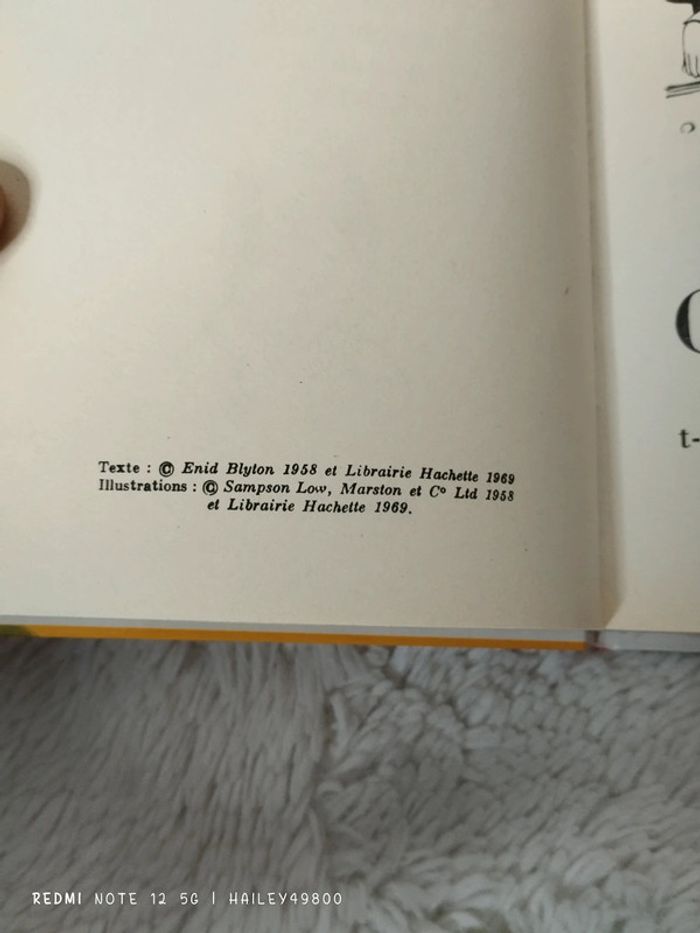 Texte : © Enid Blyton 1958 et Librairie Hachette 1969
Illustrations : © Sampson Low, Marston et Cº Ltd 1958
et Librairie Hachette 1969.
t-
REDMI NOTE 12 5G | HAILEY49800